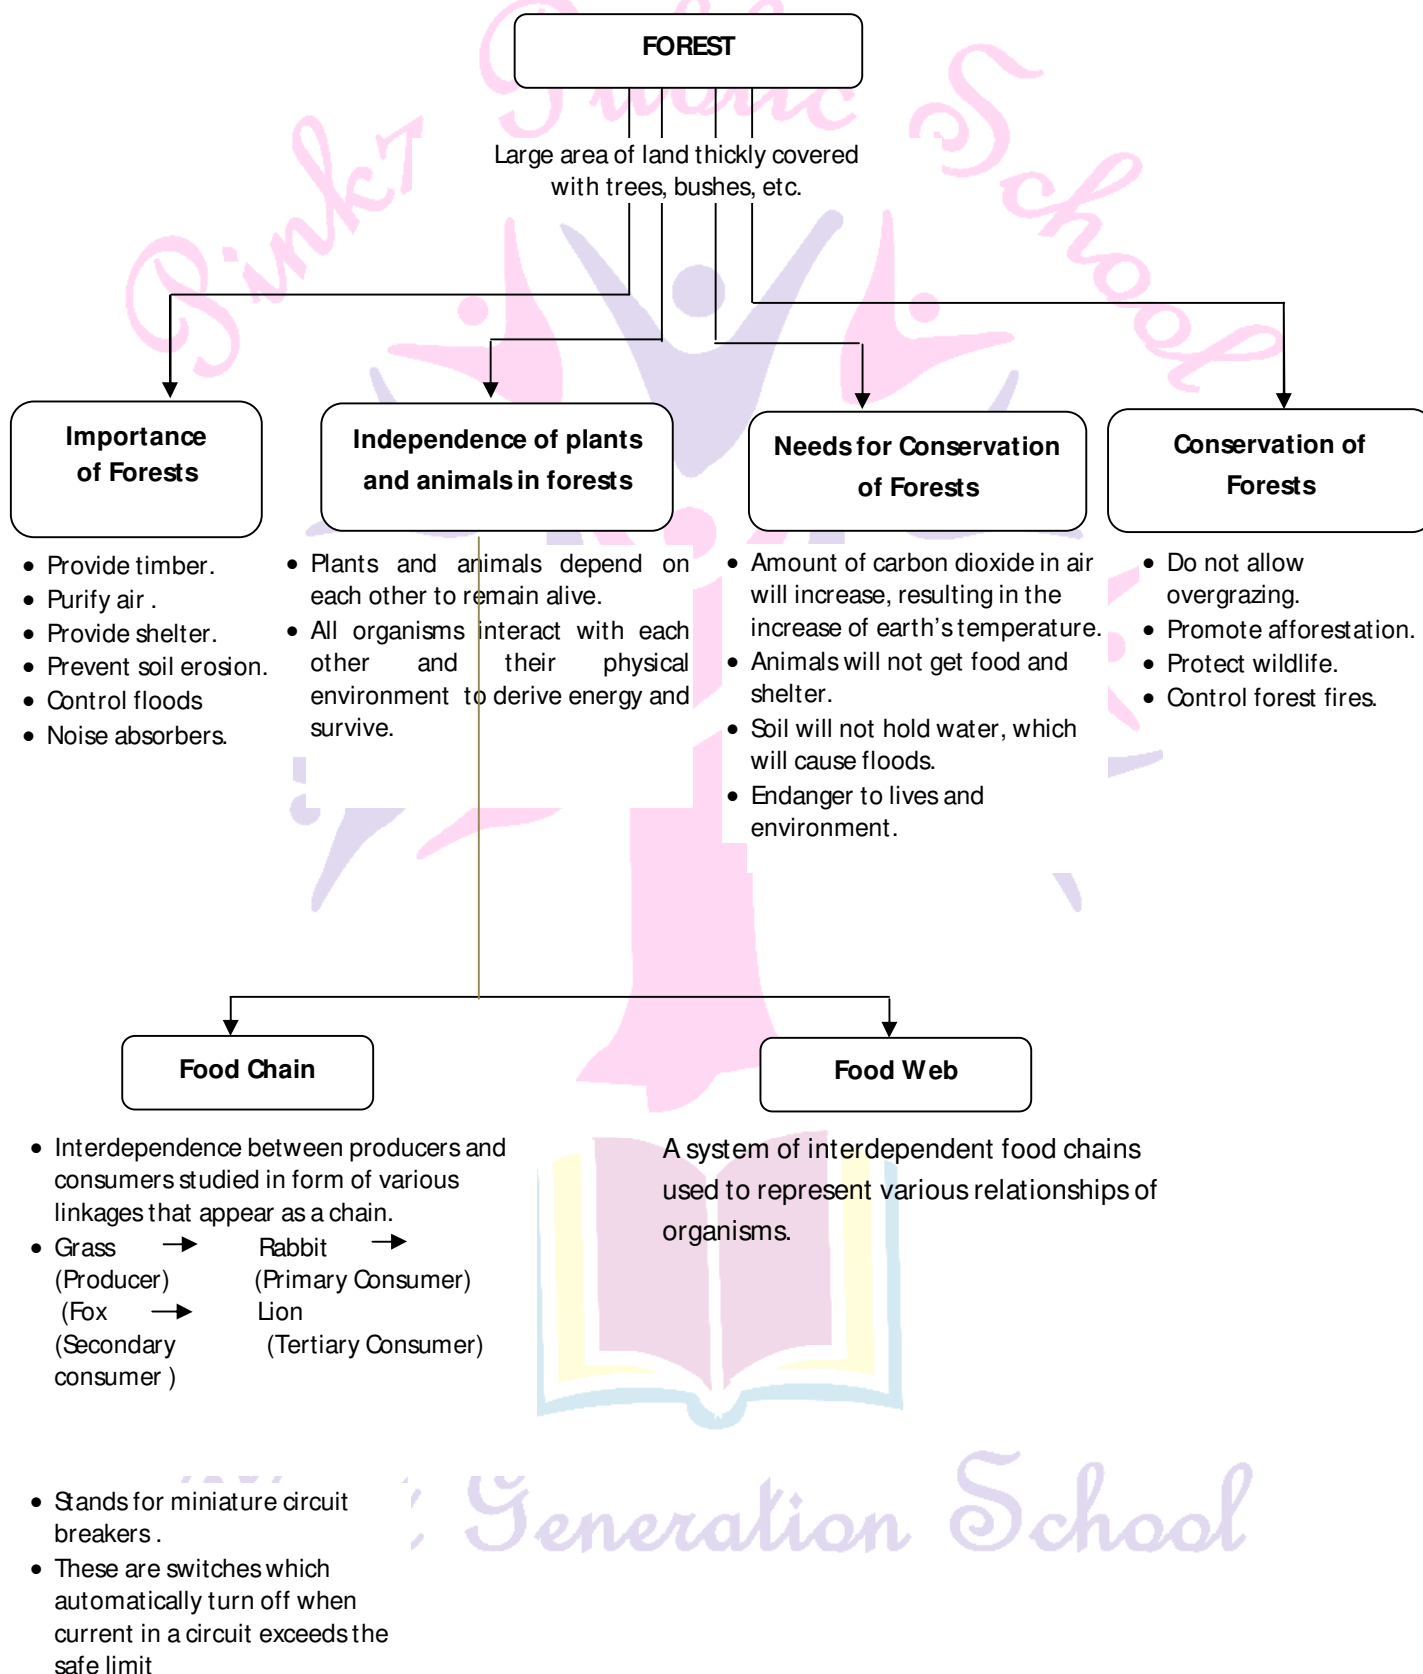 Pinkz Public School
FOREST
Large area of land thickly covered
with trees, bushes, etc.
Importance
of Forests
• Provide timber.
• Purify air .
• Provide shelter.
• Prevent soil erosion.
• Control floods
• Noise absorbers.
Independence of plants
and animals in forests
• Plants and animals depend on
each other to remain alive.
• All organisms interact with each
other and their physical
environment to derive energy and
survive.
Needs for Conservation
of Forests
• Amount of carbon dioxide in air
will increase, resulting in the
increase of earth's temperature.
• Animals will not get food and
shelter.
• Soil will not hold water, which
will cause floods.
• Endanger to lives and
environment.
Conservation of
Forests
• Do not allow
overgrazing.
• Promote afforestation.
• Protect wildlife.
• Control forest fires.
Food Chain
• Interdependence between producers and
consumers studied in form of various
linkages that appear as a chain.
• Grass → Rabbit →
(Producer) (Primary Consumer)
(Fox → Lion
(Secondary (Tertiary Consumer)
consumer )
Food Web
A system of interdependent food chains
used to represent various relationships of
organisms.
• Stands for miniature circuit
breakers .
• These are switches which
automatically turn off when
current in a circuit exceeds the
safe limit
Generation School